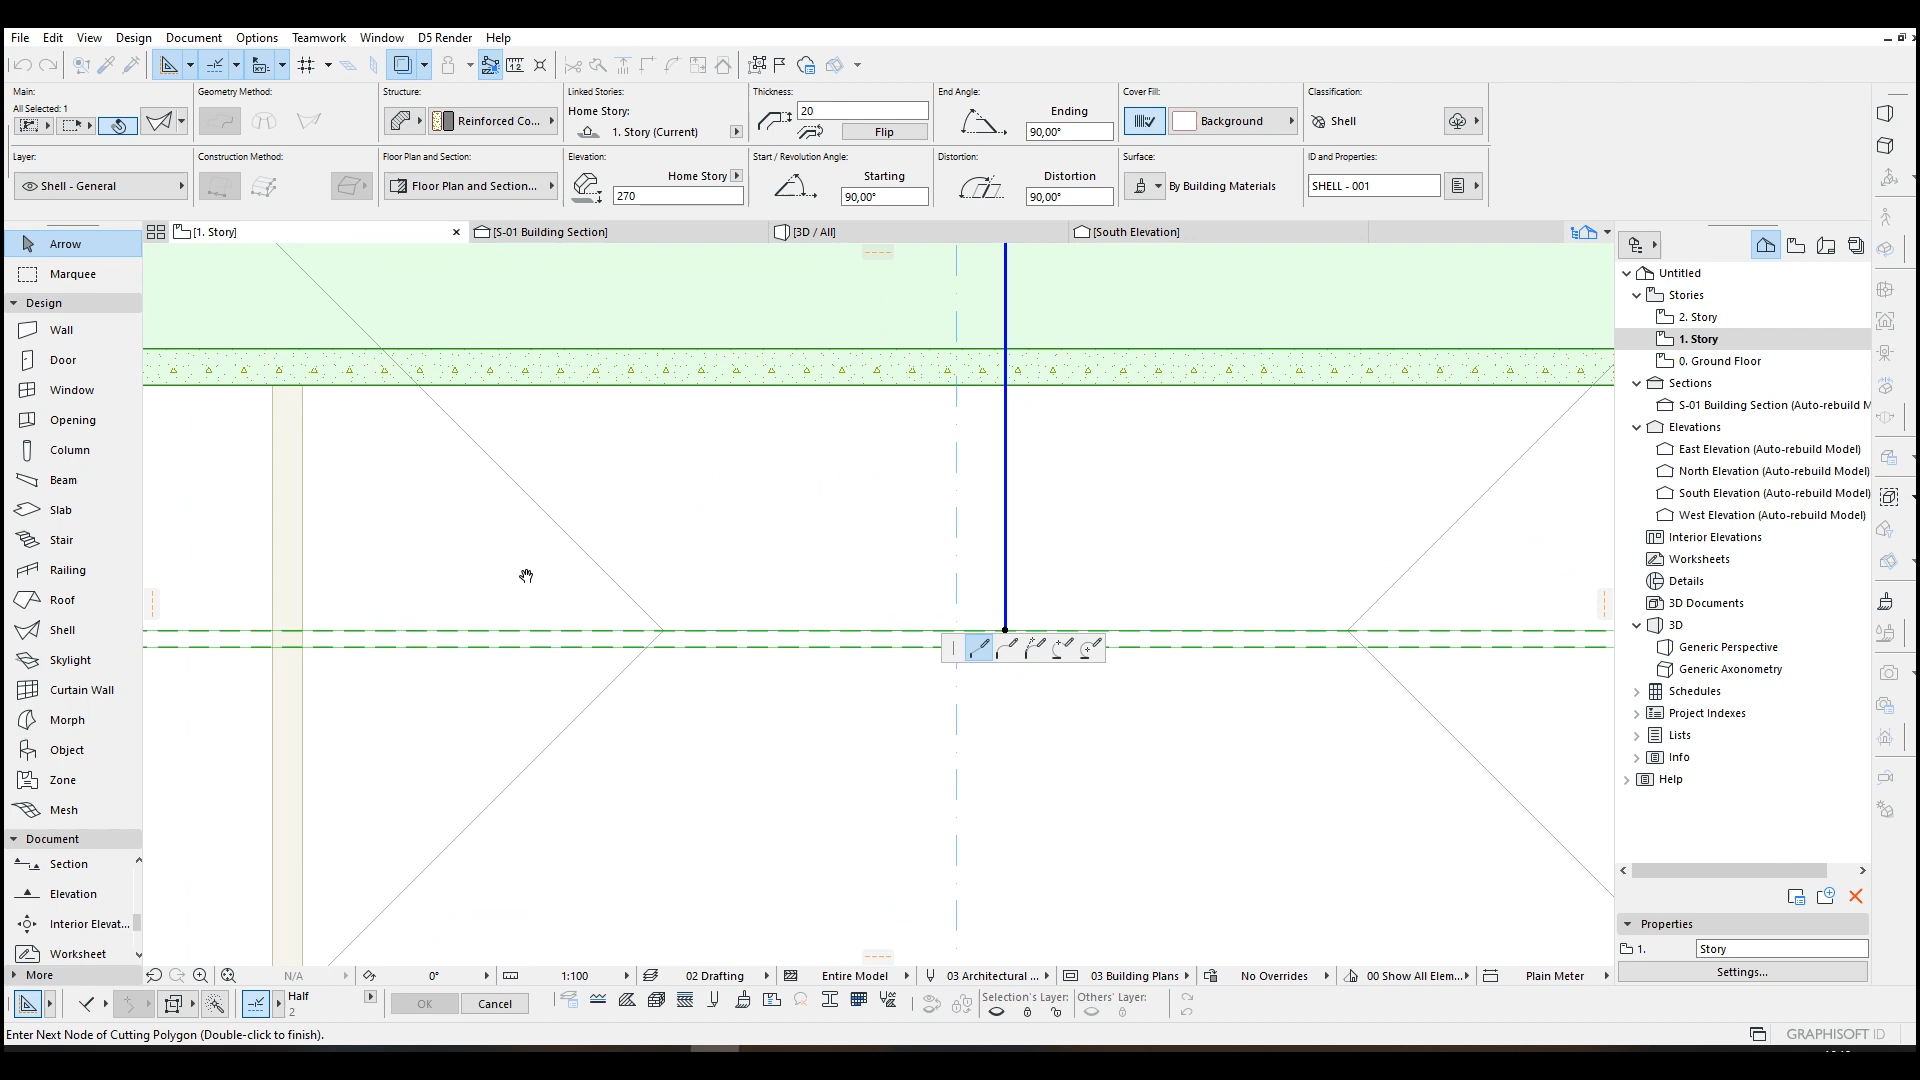 File Edit View Design Document Options Teamwork Window D5 Render Help
Main: Geometry Method: Structure: Linked Stories: Thickness: End Angle: Cover Fill: Classification:
All Selected: 1
Home Story: 20 Ending
Reinforced Co... 1. Story (Current) Flip 90,00° Background Shell
Layer: Construction Method: Floor Plan and Section: Elevation: Start / Revolution Angle: Distortion: Surface: ID and Properties:
Home Story Starting Distortion
Shell - General Floor Plan and Section... 270 90,00° 90,00° By Building Materials SHELL - 001
[1. Story] [S-01 Building Section] [3D / All] [South Elevation]
Arrow
Marquee
Design
Wall
Door
Window
Opening
Column
Beam
Slab
Stair
Railing
Roof
Shell
Skylight
Curtain Wall
Morph
Object
Zone
Mesh
Document
Section
Elevation
Interior Elevat...
Worksheet
More
Untitled
Stories
2. Story
1. Story
0. Ground Floor
Sections
S-01 Building Section (Auto-rebuild M
Elevations
East Elevation (Auto-rebuild Model)
North Elevation (Auto-rebuild Model)
South Elevation (Auto-rebuild Model)
West Elevation (Auto-rebuild Model)
Interior Elevations
Worksheets
Details
3D Documents
3D
Generic Perspective
Generic Axonometry
Schedules
Project Indexes
Lists
Info
Help
Properties
1. Story
Settings...
N/A 0° 1:100 02 Drafting Entire Model 03 Architectural ... 03 Building Plans No Overrides 00 Show All Elem... Plain Meter
Half
2
OK Cancel Selection's Layer: Others' Layer:
Enter Next Node of Cutting Polygon (Double-click to finish).
GRAPHISOFT ID